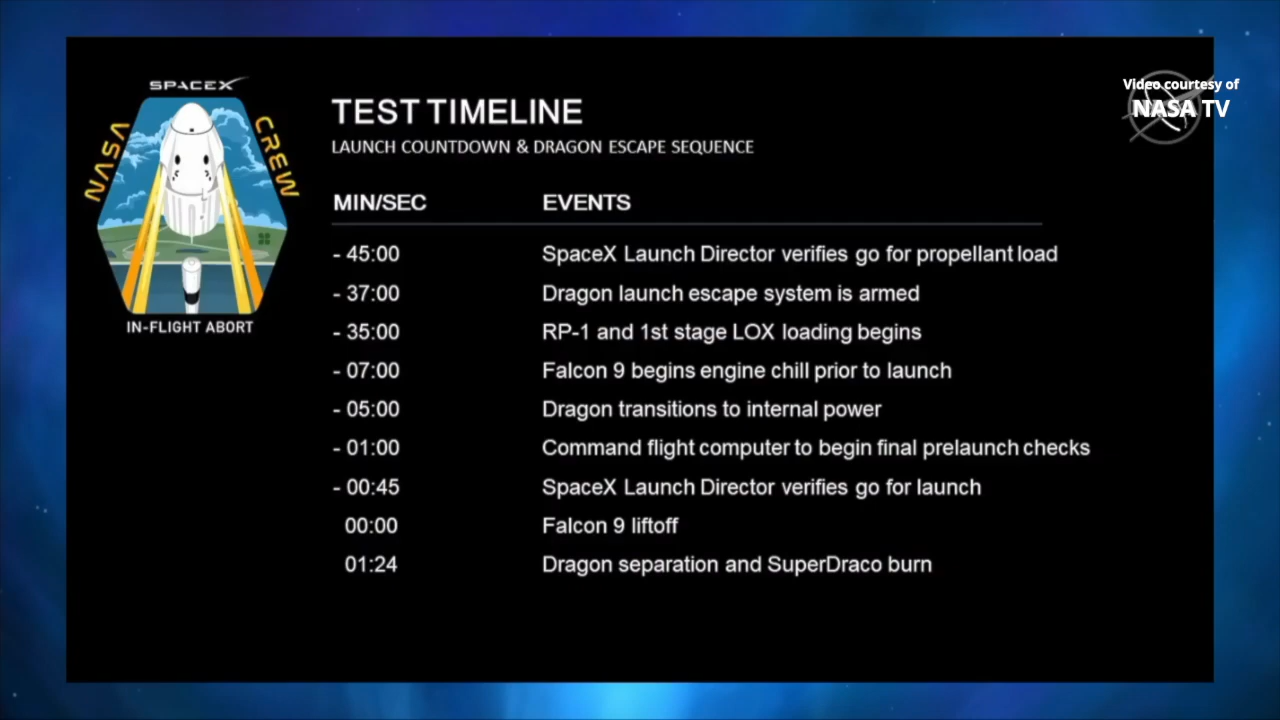 SPACEX
NASA
CREW
IN-FLIGHT ABORT
Video courtesy of
NASA TV
TEST TIMELINE
LAUNCH COUNTDOWN & DRAGON ESCAPE SEQUENCE
MIN/SEC EVENTS
- 45:00 SpaceX Launch Director verifies go for propellant load
- 37:00 Dragon launch escape system is armed
- 35:00 RP-1 and 1st stage LOX loading begins
- 07:00 Falcon 9 begins engine chill prior to launch
- 05:00 Dragon transitions to internal power
- 01:00 Command flight computer to begin final prelaunch checks
- 00:45 SpaceX Launch Director verifies go for launch
00:00 Falcon 9 liftoff
01:24 Dragon separation and SuperDraco burn